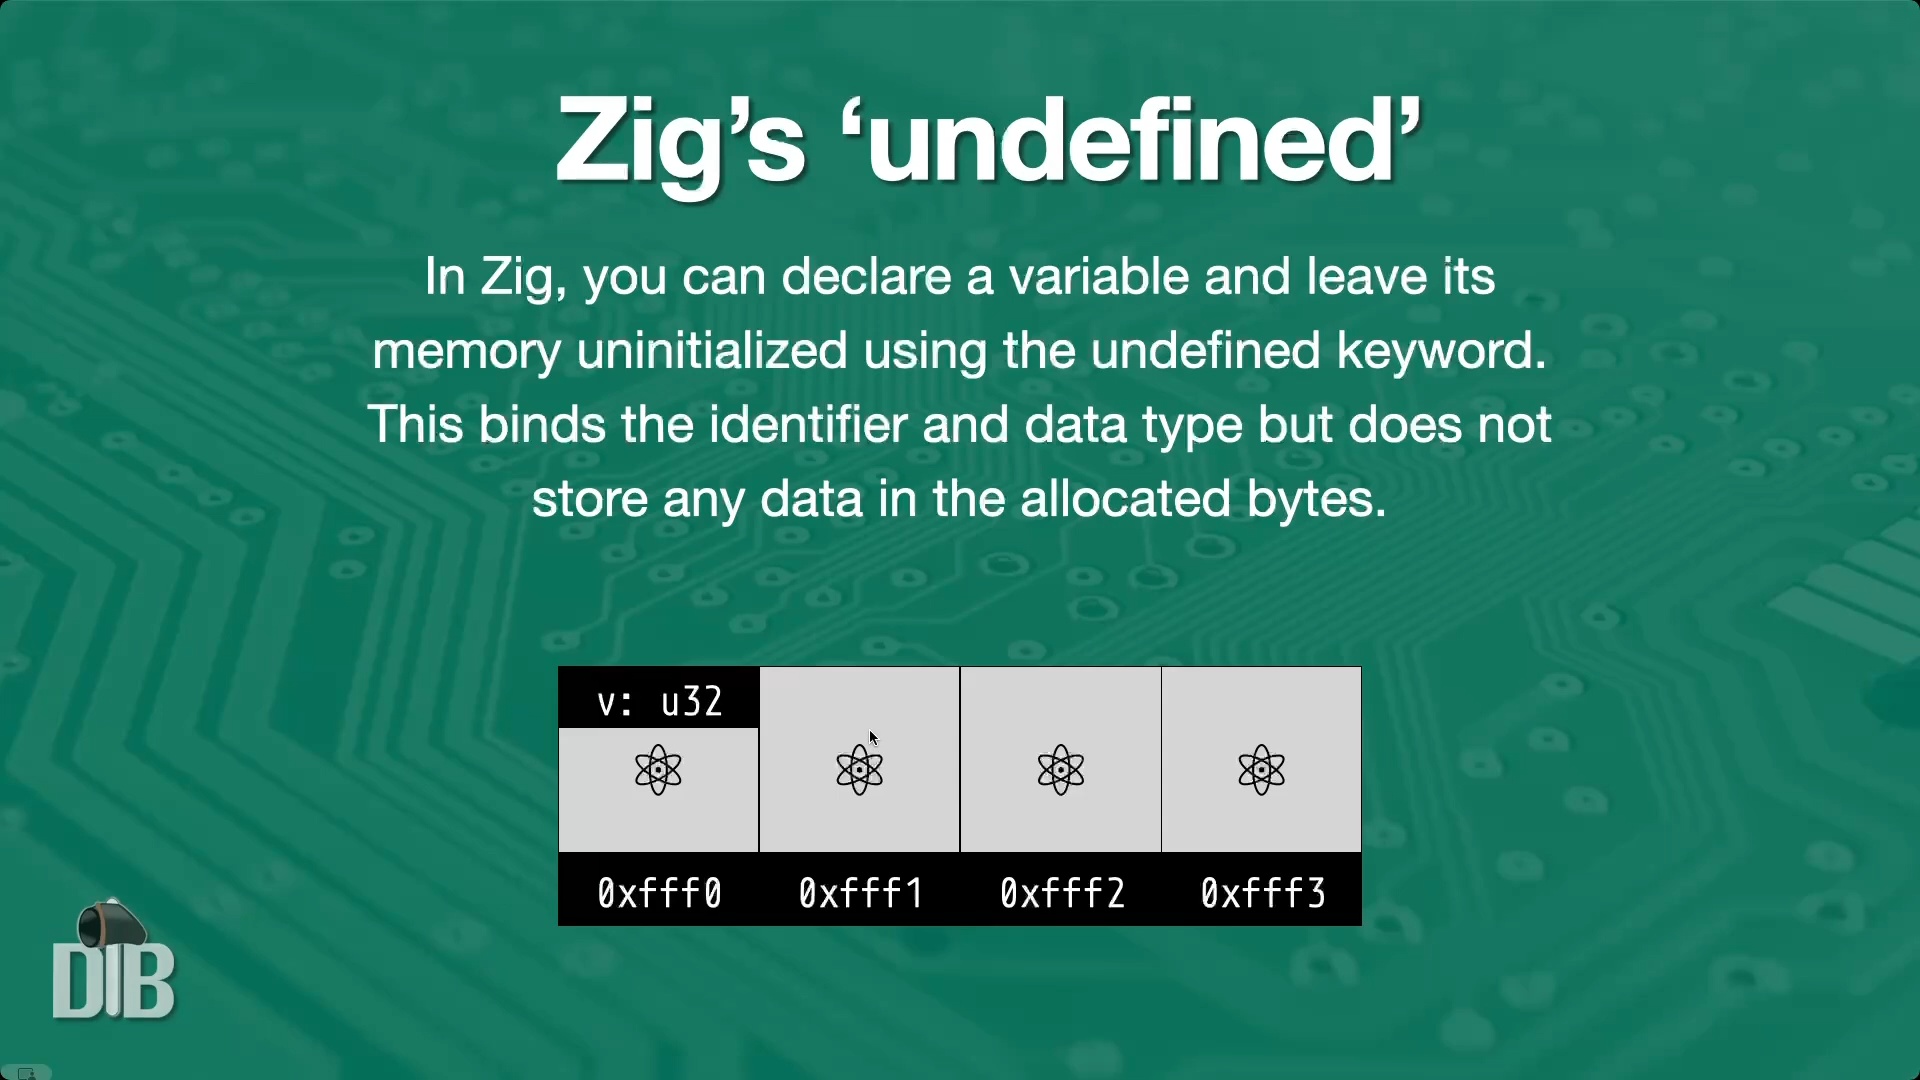 Zig’s ‘undefined’
In Zig, you can declare a variable and leave its
memory uninitialized using the undefined keyword.
This binds the identifier and data type but does not
store any data in the allocated bytes.
v: u32
0xfff0 0xfff1 0xfff2 0xfff3
DIB